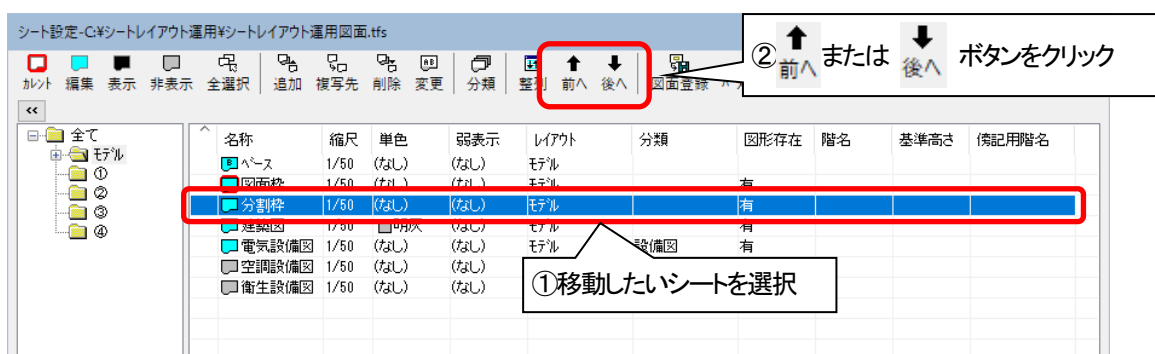 シート設定-C:¥シートレイアウト運用¥シートレイアウト運用図面.tfs
カレント 編集 表示 非表示 全選択 追加 複写先 削除 変更 分類 整列 前へ 後へ 図面登録
②前へ または 後へ ボタンをクリック
<<
全て
モデル
①
②
③
④
名称 縮尺 単色 弱表示 レイアウト 分類 図形存在 階名 基準高さ 傍記用階名
B ベース 1/50 (なし) (なし) モデル
図面枠 1/50 (なし) (なし) モデル 有
分割枠 1/50 (なし) (なし) モデル 有
建築図 1/50 明灰 (なし) モデル 有
電気設備図 1/50 (なし) (なし) モデル 設備図 有
空調設備図 1/50 (なし) (なし)
衛生設備図 1/50 (なし) (なし)
①移動したいシートを選択